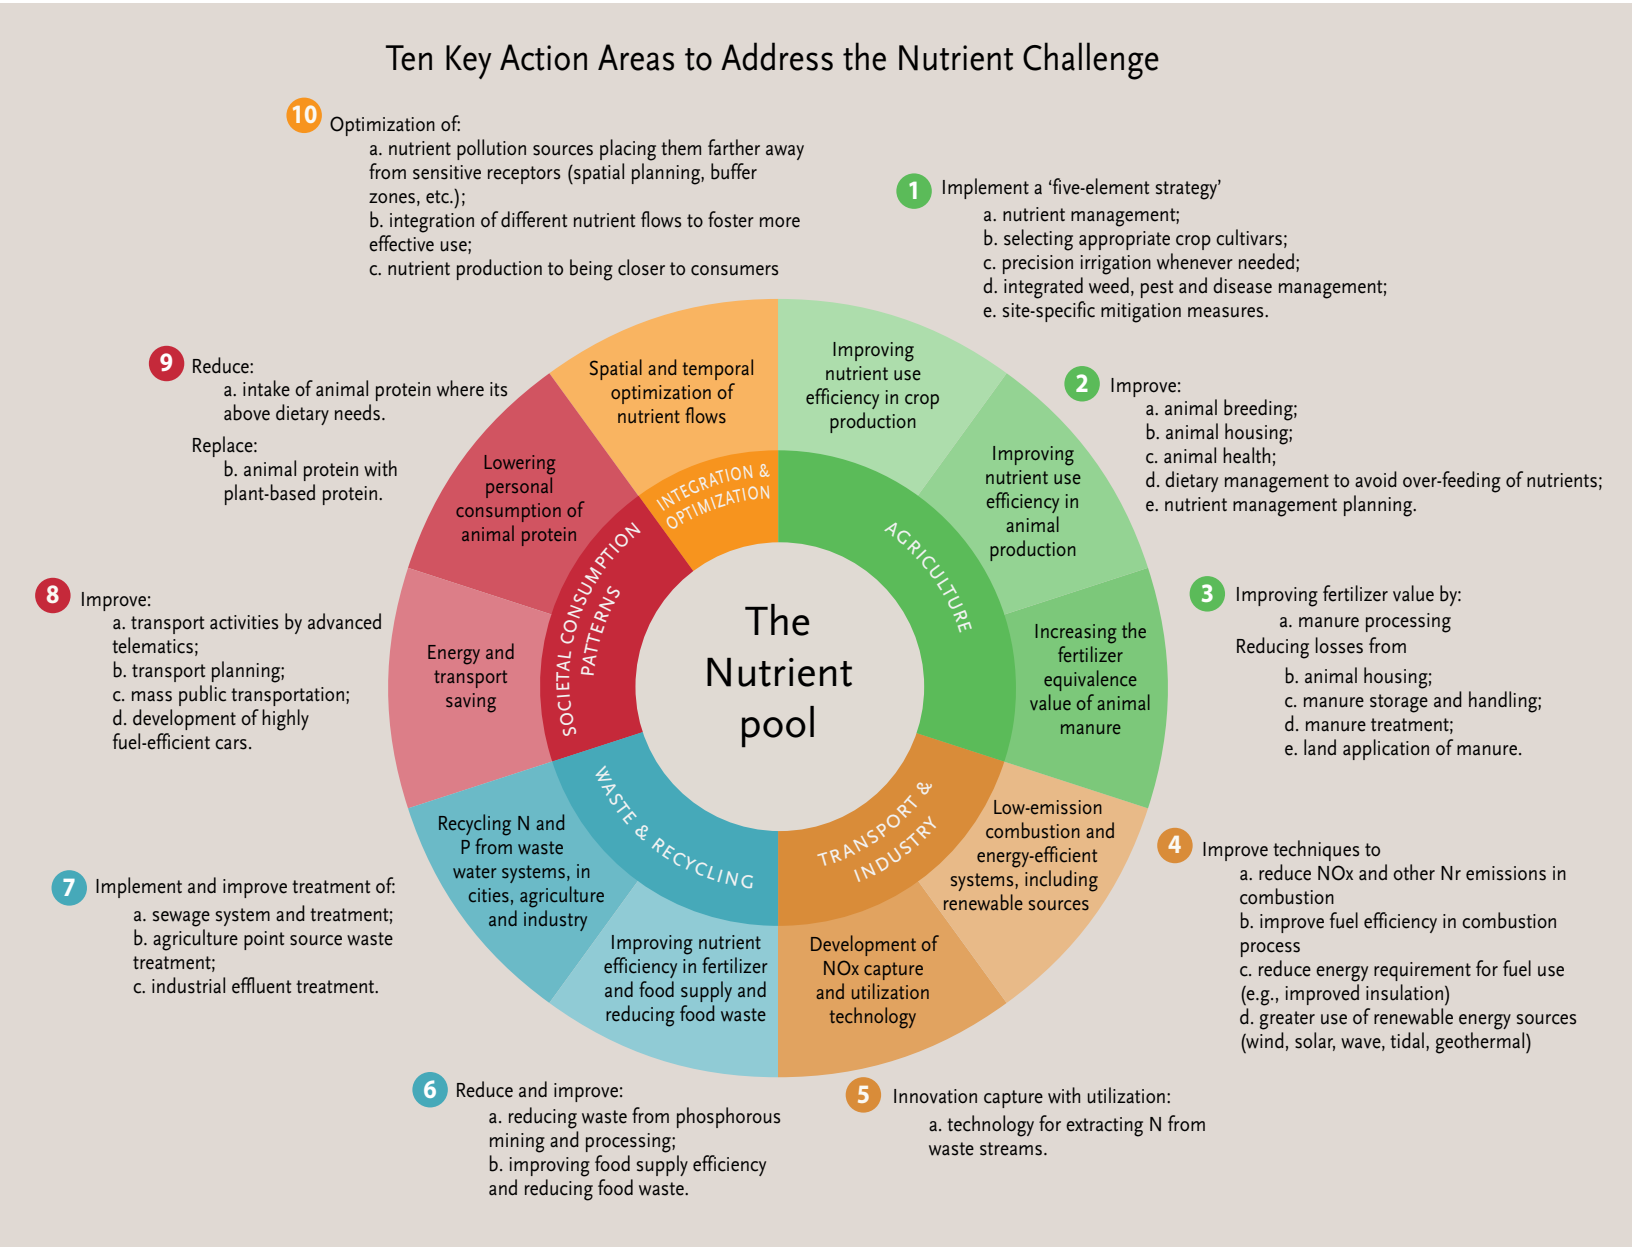 Ten Key Action Areas to Address the Nutrient Challenge
10
Optimization of:
a. nutrient pollution sources placing them farther away
from sensitive receptors (spatial planning, buffer
zones, etc.);
b. integration of different nutrient flows to foster more
effective use;
c. nutrient production to being closer to consumers
1
Implement a ‘five-element strategy’
a. nutrient management;
b. selecting appropriate crop cultivars;
c. precision irrigation whenever needed;
d. integrated weed, pest and disease management;
e. site-specific mitigation measures.
2
Improve:
a. animal breeding;
b. animal housing;
c. animal health;
d. dietary management to avoid over-feeding of nutrients;
e. nutrient management planning.
3
Improving fertilizer value by:
a. manure processing
Reducing losses from
b. animal housing;
c. manure storage and handling;
d. manure treatment;
e. land application of manure.
4
Improve techniques to
a. reduce NOx and other Nr emissions in
combustion
b. improve fuel efficiency in combustion
process
c. reduce energy requirement for fuel use
(e.g., improved insulation)
d. greater use of renewable energy sources
(wind, solar, wave, tidal, geothermal)
5
Innovation capture with utilization:
a. technology for extracting N from
waste streams.
6
Reduce and improve:
a. reducing waste from phosphorous
mining and processing;
b. improving food supply efficiency
and reducing food waste.
7
Implement and improve treatment of:
a. sewage system and treatment;
b. agriculture point source waste
treatment;
c. industrial effluent treatment.
8
Improve:
a. transport activities by advanced
telematics;
b. transport planning;
c. mass public transportation;
d. development of highly
fuel-efficient cars.
9
Reduce:
a. intake of animal protein where its
above dietary needs.
Replace:
b. animal protein with
plant-based protein.
Spatial and temporal
optimization of
nutrient flows
Improving
nutrient use
efficiency in crop
production
Improving
nutrient use
efficiency in
animal
production
Increasing the
fertilizer
equivalence
value of animal
manure
Low-emission
combustion and
energy-efficient
systems, including
renewable sources
Development of
NOx capture
and utilization
technology
Improving nutrient
efficiency in fertilizer
and food supply and
reducing food waste
Recycling N and
P from waste
water systems, in
cities, agriculture
and industry
Energy and
transport
saving
Lowering
personal
consumption of
animal protein
INTEGRATION &
OPTIMIZATION
AGRICULTURE
TRANSPORT &
INDUSTRY
WASTE & RECYCLING
SOCIETAL CONSUMPTION
PATTERNS
The
Nutrient
pool